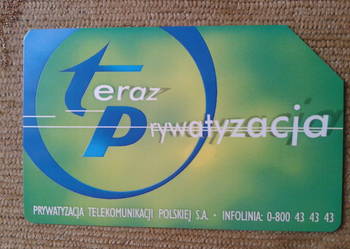 teraz
Prywatyzacja
PRYWATYZACJA TELEKOMUNIKACJI POLSKIEJ S.A. • INFOLINIA: 0-800 43 43 43